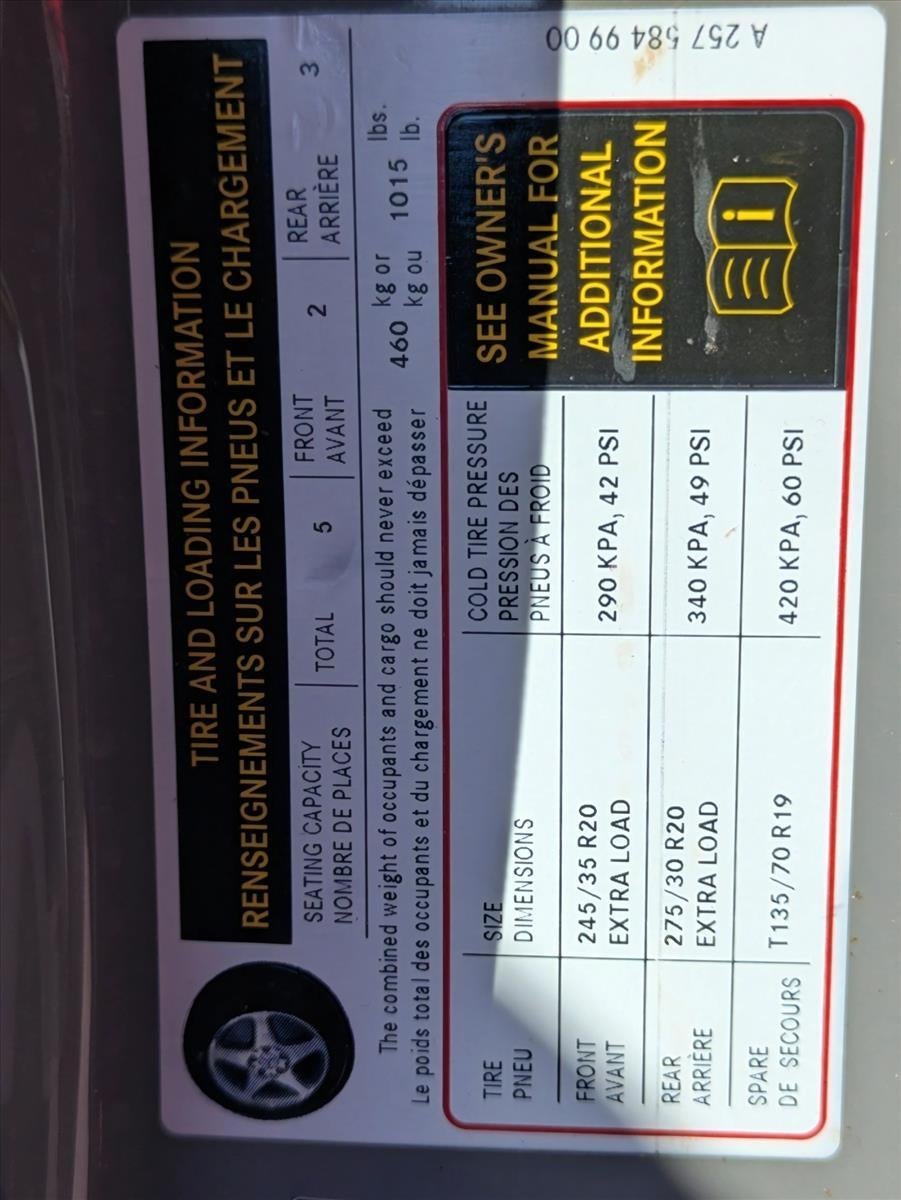 TIRE AND LOADING INFORMATION
RENSEIGNEMENTS SUR LES PNEUS ET LE CHARGEMENT
SEATING CAPACITY TOTAL 5 FRONT 2 REAR 3
NOMBRE DE PLACES AVANT ARRIÈRE
The combined weight of occupants and cargo should never exceed 460 kg or 1015 lbs.
Le poids total des occupants et du chargement ne doit jamais dépasser kg ou lb.
TIRE SIZE COLD TIRE PRESSURE
PNEU DIMENSIONS PRESSION DES
PNEUS À FROID
FRONT 245/35 R20 290 KPA, 42 PSI
AVANT EXTRA LOAD
REAR 275/30 R20 340 KPA, 49 PSI
ARRIÈRE EXTRA LOAD
SPARE T135/70 R19 420 KPA, 60 PSI
DE SECOURS
SEE OWNER'S
MANUAL FOR
ADDITIONAL
INFORMATION
i
A 257 584 99 00